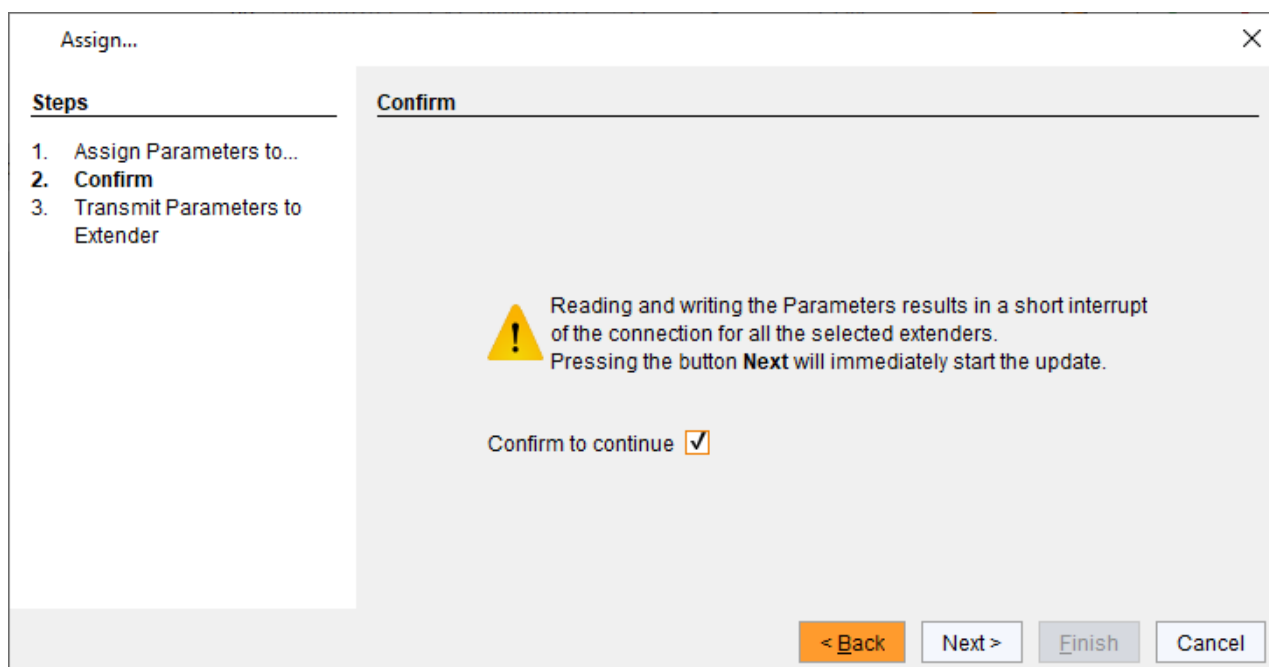 Assign...
Steps
1. Assign Parameters to...
2. Confirm
3. Transmit Parameters to
Extender
Confirm
Reading and writing the Parameters results in a short interrupt
of the connection for all the selected extenders.
Pressing the button Next will immediately start the update.
Confirm to continue
< Back
Next >
Finish
Cancel